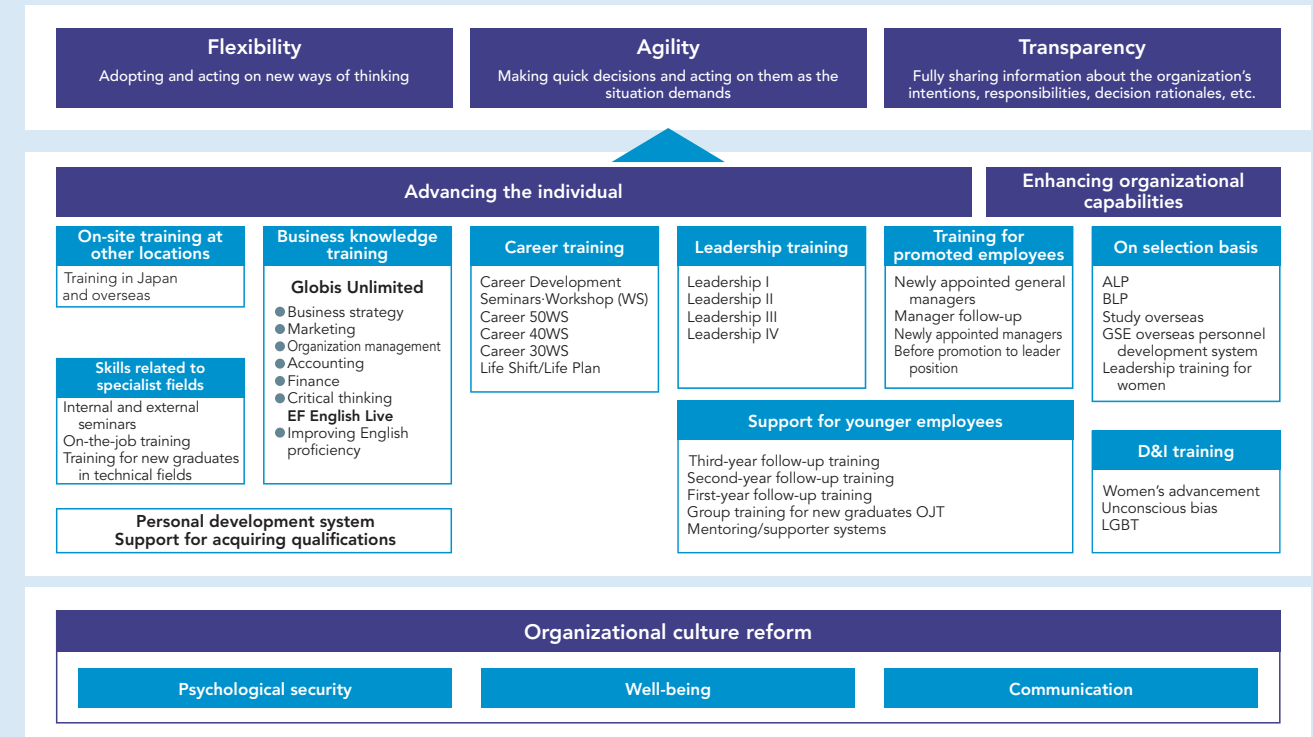 Flexibility
Adopting and acting on new ways of thinking
Agility
Making quick decisions and acting on them as the
situation demands
Transparency
Fully sharing information about the organization's
intentions, responsibilities, decision rationales, etc.
Advancing the individual
Enhancing organizational
capabilities
On-site training at
other locations
Training in Japan
and overseas
Skills related to
specialist fields
Internal and external
seminars
On-the-job training
Training for new graduates
in technical fields
Business knowledge
training
Globis Unlimited
● Business strategy
● Marketing
● Organization management
● Accounting
● Finance
● Critical thinking
EF English Live
● Improving English
proficiency
Personal development system
Support for acquiring qualifications
Career training
Career Development
Seminars·Workshop (WS)
Career 50WS
Career 40WS
Career 30WS
Life Shift/Life Plan
Leadership training
Leadership I
Leadership II
Leadership III
Leadership IV
Training for
promoted employees
Newly appointed general
managers
Manager follow-up
Newly appointed managers
Before promotion to leader
position
Support for younger employees
Third-year follow-up training
Second-year follow-up training
First-year follow-up training
Group training for new graduates OJT
Mentoring/supporter systems
On selection basis
ALP
BLP
Study overseas
GSE overseas personnel
development system
Leadership training for
women
D&I training
Women's advancement
Unconscious bias
LGBT
Organizational culture reform
Psychological security
Well-being
Communication